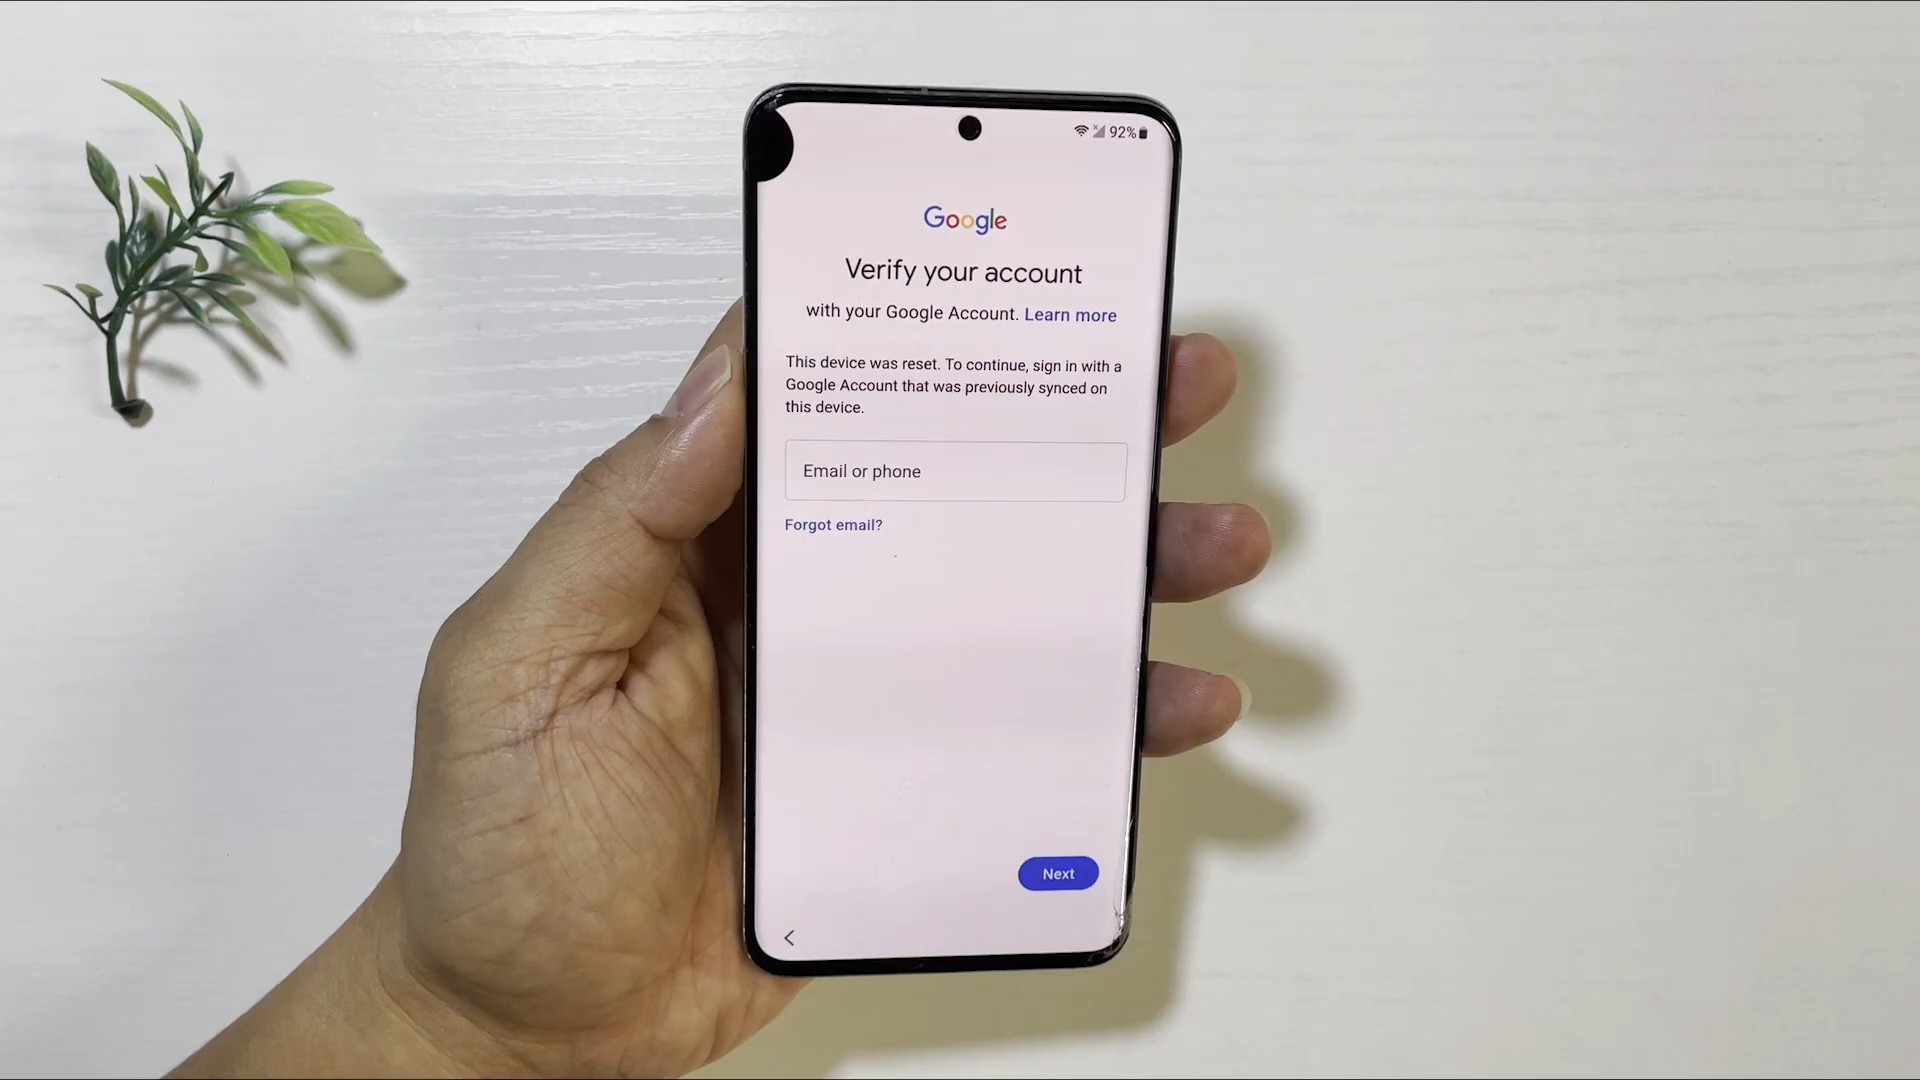 92%
Google
Verify your account
with your Google Account. Learn more
This device was reset. To continue, sign in with a
Google Account that was previously synced on
this device.
Email or phone
Forgot email?
Next